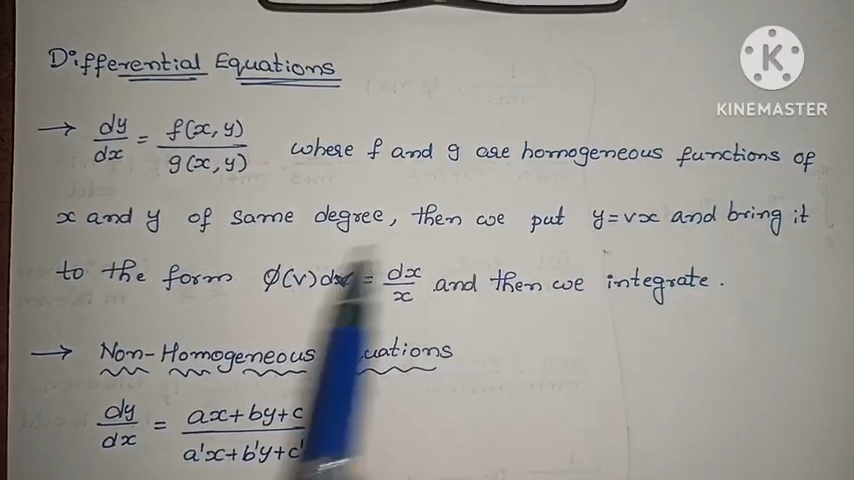 KINEMASTER
Differential Equations
→ dy/dx = f(x, y)/g(x, y) where f and g are homogeneous functions of
x and y of same degree, then we put y=vx and bring it
to the form φ(v) = dx/x and then we integrate.
→ Non-Homogeneous
dy/dx = ax+by+c/a'x+b'y+c'